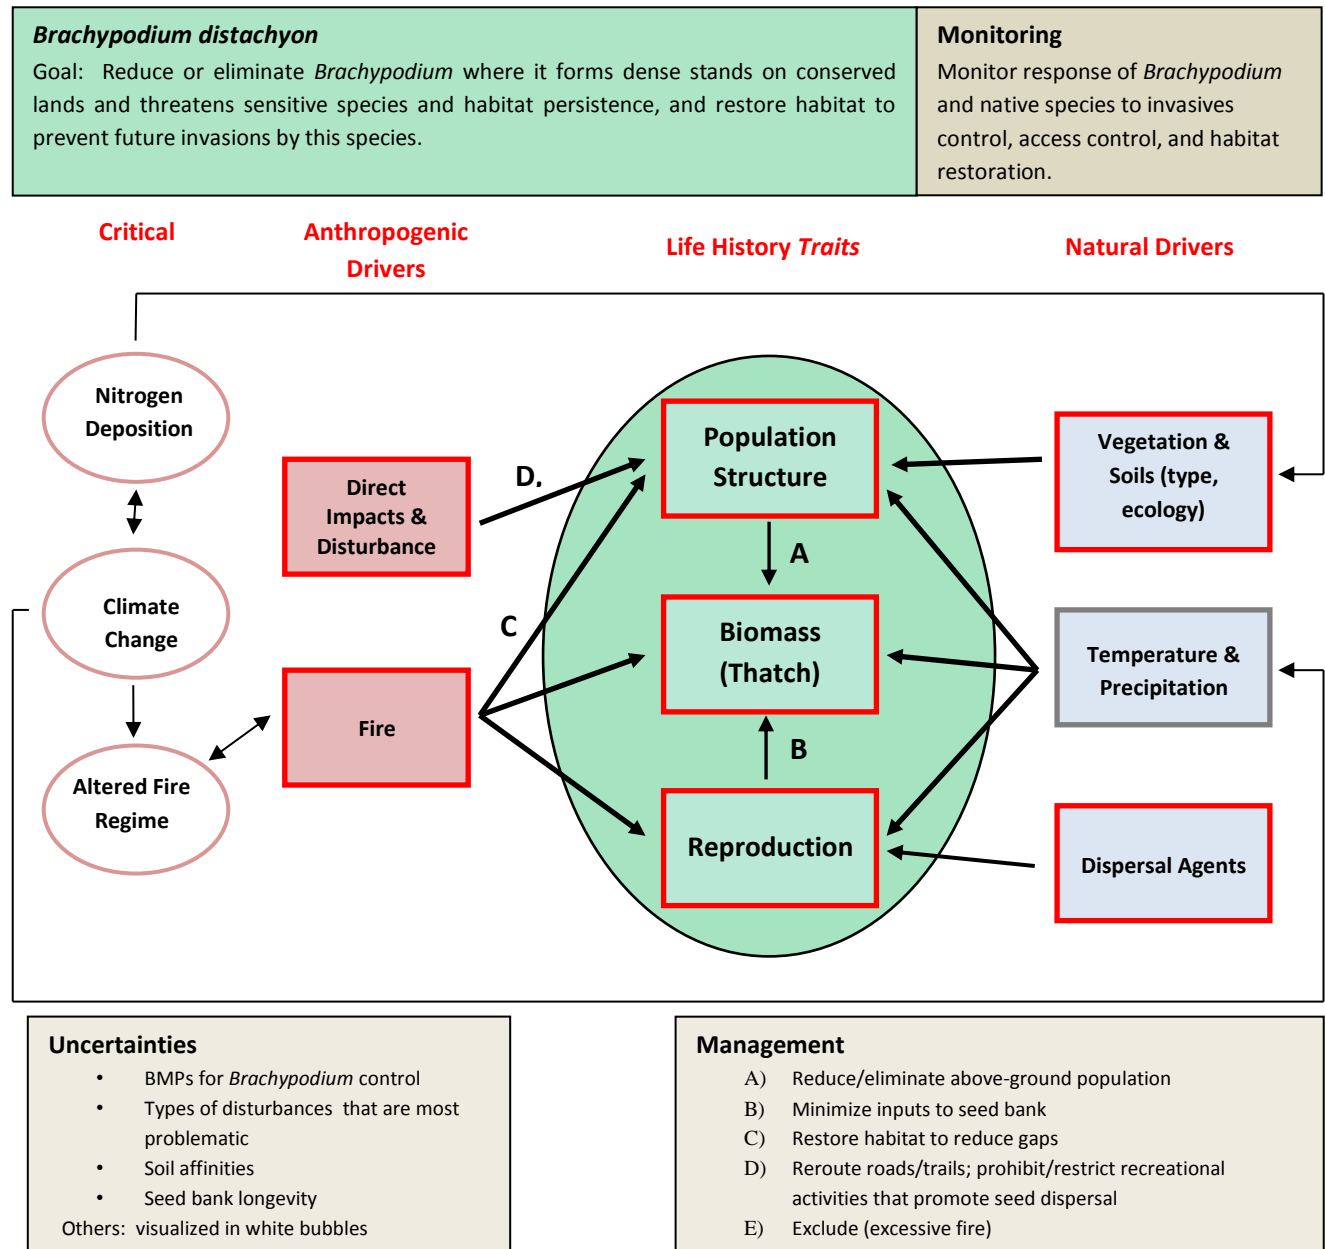 Brachypodium distachyon
Goal: Reduce or eliminate Brachypodium where it forms dense stands on conserved
lands and threatens sensitive species and habitat persistence, and restore habitat to
prevent future invasions by this species.
Monitoring
Monitor response of Brachypodium
and native species to invasives
control, access control, and habitat
restoration.
Critical
Anthropogenic
Drivers
Life History Traits
Natural Drivers
Nitrogen
Deposition
Climate
Change
Altered Fire
Regime
Direct
Impacts &
Disturbance
Fire
D.
C
Population
Structure
A
Biomass
(Thatch)
B
Reproduction
Vegetation &
Soils (type,
ecology)
Temperature &
Precipitation
Dispersal Agents
Uncertainties
• BMPs for Brachypodium control
• Types of disturbances that are most
problematic
• Soil affinities
• Seed bank longevity
Others: visualized in white bubbles
Management
A) Reduce/eliminate above-ground population
B) Minimize inputs to seed bank
C) Restore habitat to reduce gaps
D) Reroute roads/trails; prohibit/restrict recreational
activities that promote seed dispersal
E) Exclude (excessive fire)